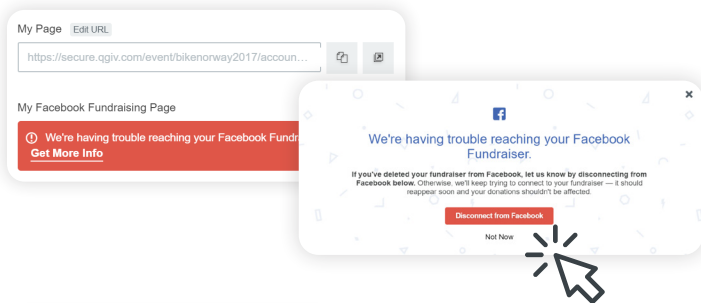 My Page Edit URL
https://secure.qgiv.com/event/bikenorway2017/accoun...
My Facebook Fundraising Page
We're having trouble reaching your Facebook Fundr
Get More Info
We're having trouble reaching your Facebook
Fundraiser.
If you've deleted your fundraiser from Facebook, let us know by disconnecting from
Facebook below. Otherwise, we'll keep trying to connect to your fundraiser — it should
reappear soon and your donations shouldn't be affected.
Disconnect from Facebook
Not Now